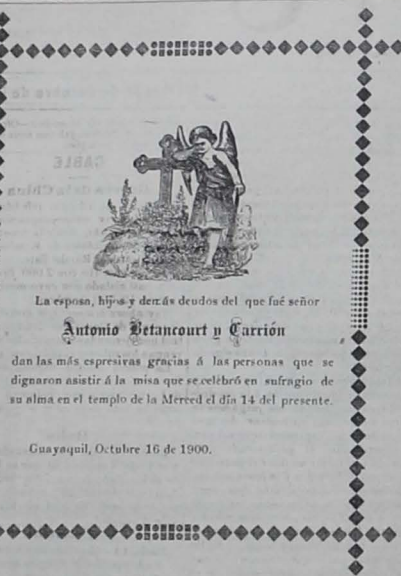 La esposa, hijos y demás deudos del que fué señor
Antonio Betancourt y Carrión
dan las más espresivas gracias á las personas que se
dignaron asistir á la misa que se celebró en sufragio de
su alma en el templo de la Merced el día 14 del presente.
Guayaquil, Octubre 16 de 1900.